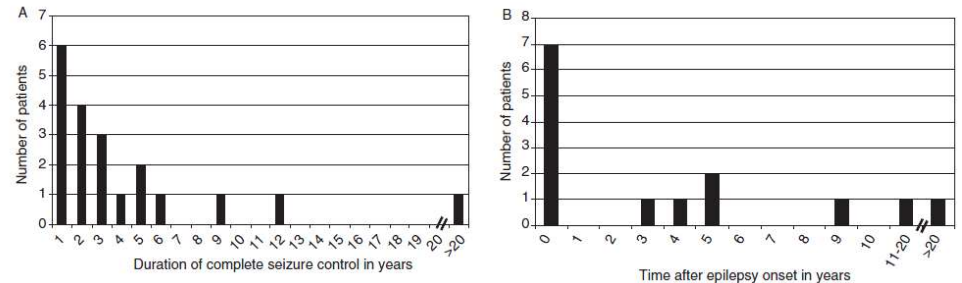 A
7
6
5
4
3
2
1
0
Number of patients
1 2 3 4 5 6 7 8 9 10 11 12 13 14 15 16 17 18 19 20 >20
Duration of complete seizure control in years
B
8
7
6
5
4
3
2
1
0
Number of patients
0 1 2 3 4 5 6 7 8 9 10 11-20 >20
Time after epilepsy onset in years